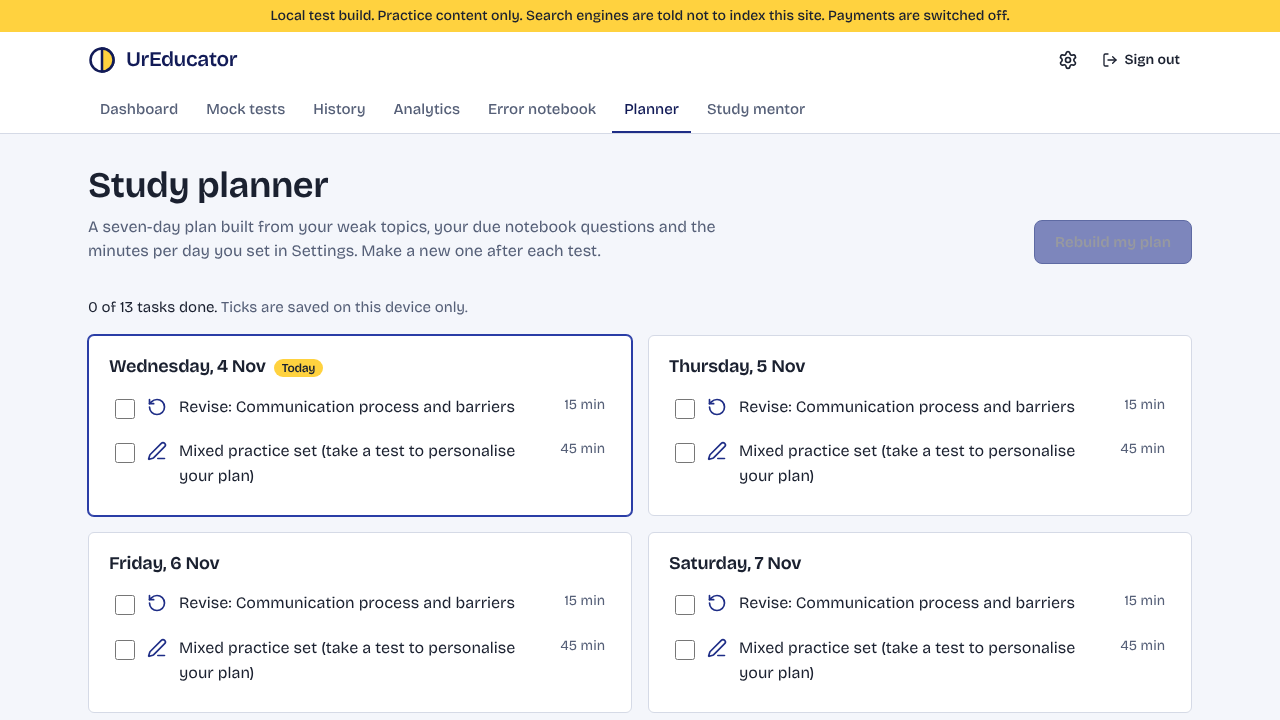 Local test build. Practice content only. Search engines are told not to index this site. Payments are switched off.
UrEducator
Sign out
Dashboard
Mock tests
History
Analytics
Error notebook
Planner
Study mentor
Study planner
A seven-day plan built from your weak topics, your due notebook questions and the
minutes per day you set in Settings. Make a new one after each test.
Rebuild my plan
0 of 13 tasks done. Ticks are saved on this device only.
Wednesday, 4 Nov Today
Revise: Communication process and barriers 15 min
Mixed practice set (take a test to personalise 45 min
your plan)
Thursday, 5 Nov
Revise: Communication process and barriers 15 min
Mixed practice set (take a test to personalise 45 min
your plan)
Friday, 6 Nov
Revise: Communication process and barriers 15 min
Mixed practice set (take a test to personalise 45 min
your plan)
Saturday, 7 Nov
Revise: Communication process and barriers 15 min
Mixed practice set (take a test to personalise 45 min
your plan)